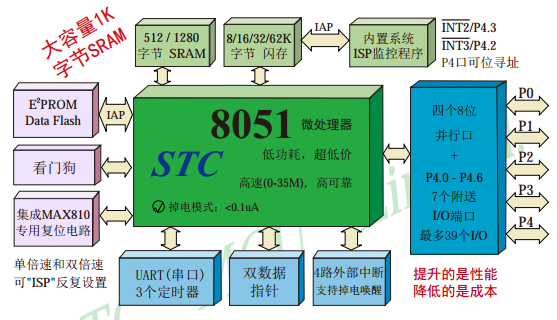 大容量1K
字节SRAM
512 / 1280
字节 SRAM
8/16/32/62K
字节 闪存
IAP
内置系统
ISP监控程序
INT2/P4.3
INT3/P4.2
P4口可位寻址
E²PROM
Data Flash
IAP
看门狗
集成MAX810
专用复位电路
8051 微处理器
STC
低功耗，超低价
高速(0-35M)，高可靠
掉电模式：<0.1uA
四个8位
并行口
+
P4.0 - P4.6
7个附送
I/O端口
最多39个I/O
P0
P1
P2
P3
P4
单倍速和双倍速
可"ISP"反复设置
UART(串口)
3个定时器
双数据
指针
4路外部中断
支持掉电唤醒
提升的是性能
降低的是成本